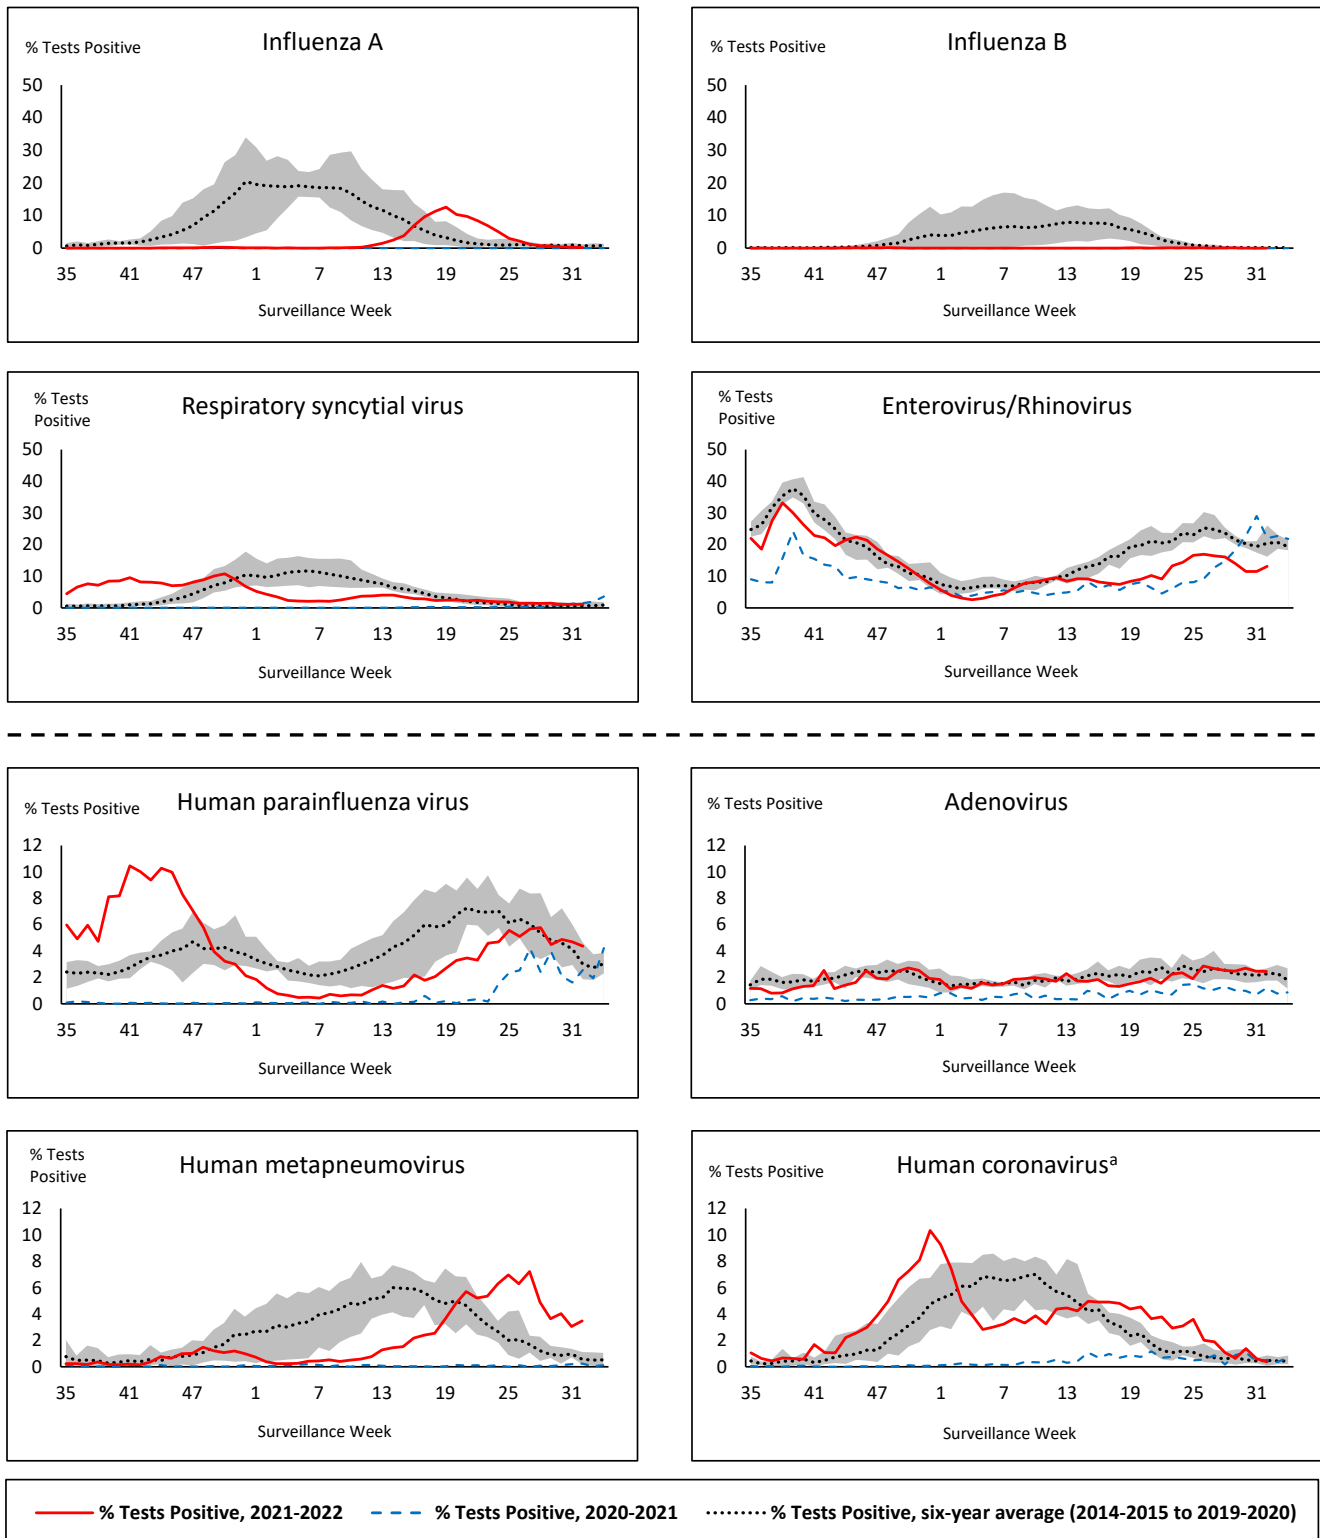 Influenza A
% Tests Positive
50
40
30
20
10
0
35 41 47 1 7 13 19 25 31
Surveillance Week
Influenza B
% Tests Positive
50
40
30
20
10
0
35 41 47 1 7 13 19 25 31
Surveillance Week
% Tests
Positive
Respiratory syncytial virus
50
40
30
20
10
0
35 41 47 1 7 13 19 25 31
Surveillance Week
% Tests
Positive
Enterovirus/Rhinovirus
50
40
30
20
10
0
35 41 47 1 7 13 19 25 31
Surveillance Week
% Tests Positive
Human parainfluenza virus
12
10
8
6
4
2
0
35 41 47 1 7 13 19 25 31
Surveillance Week
% Tests Positive
Adenovirus
12
10
8
6
4
2
0
35 41 47 1 7 13 19 25 31
Surveillance Week
% Tests
Positive
Human metapneumovirus
12
10
8
6
4
2
0
35 41 47 1 7 13 19 25 31
Surveillance Week
% Tests Positive
Human coronavirusᵃ
12
10
8
6
4
2
0
35 41 47 1 7 13 19 25 31
Surveillance Week
% Tests Positive, 2021-2022 % Tests Positive, 2020-2021 % Tests Positive, six-year average (2014-2015 to 2019-2020)